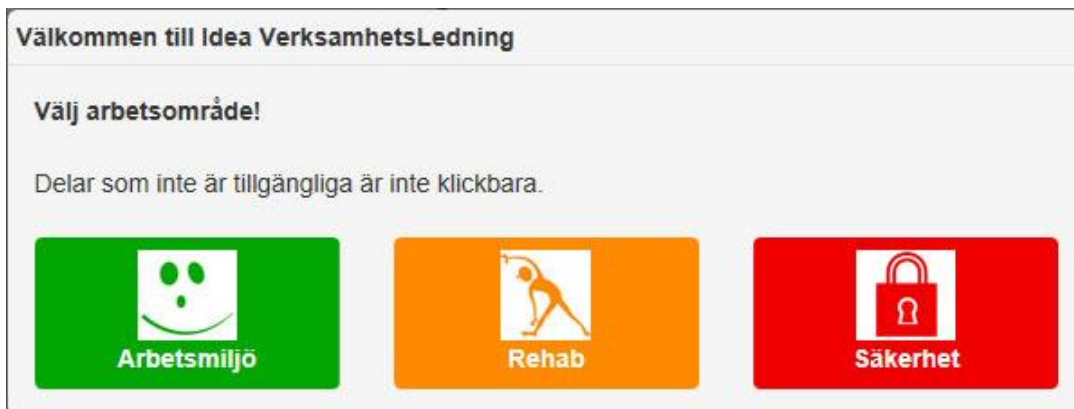 Välkommen till Idea VerksamhetsLedning
Välj arbetsområde!
Delar som inte är tillgängliga är inte klickbara.
Arbetsmiljö
Rehab
Säkerhet